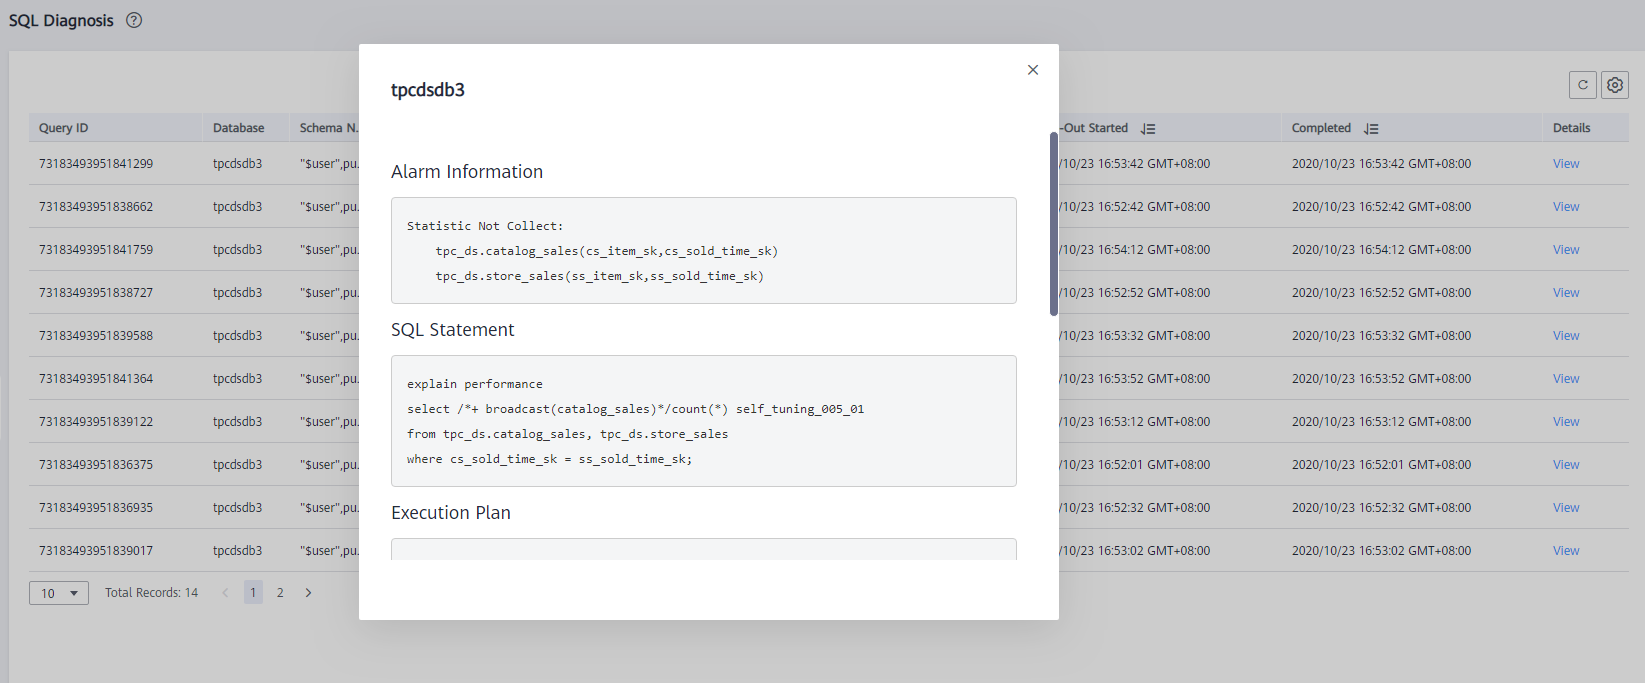 SQL Diagnosis ?
tpcdsdb3
Alarm Information
Statistic Not Collect:
tpc_ds.catalog_sales(cs_item_sk,cs_sold_time_sk)
tpc_ds.store_sales(ss_item_sk,ss_sold_time_sk)
SQL Statement
explain performance
select /*+ broadcast(catalog_sales)*/count(*) self_tuning_005_01
from tpc_ds.catalog_sales, tpc_ds.store_sales
where cs_sold_time_sk = ss_sold_time_sk;
Execution Plan
Query ID Database Schema N. -Out Started Completed Details
73183493951841299 tpcdsdb3 "$user",pu. /10/23 16:53:42 GMT+08:00 2020/10/23 16:53:42 GMT+08:00 View
73183493951838662 tpcdsdb3 "$user",pu. /10/23 16:52:42 GMT+08:00 2020/10/23 16:52:42 GMT+08:00 View
73183493951841759 tpcdsdb3 "$user",pu. /10/23 16:54:12 GMT+08:00 2020/10/23 16:54:12 GMT+08:00 View
73183493951838727 tpcdsdb3 "$user",pu. /10/23 16:52:52 GMT+08:00 2020/10/23 16:52:52 GMT+08:00 View
73183493951839588 tpcdsdb3 "$user",pu. /10/23 16:53:32 GMT+08:00 2020/10/23 16:53:32 GMT+08:00 View
73183493951841364 tpcdsdb3 "$user",pu. /10/23 16:53:52 GMT+08:00 2020/10/23 16:53:52 GMT+08:00 View
73183493951839122 tpcdsdb3 "$user",pu. /10/23 16:53:12 GMT+08:00 2020/10/23 16:53:12 GMT+08:00 View
73183493951836375 tpcdsdb3 "$user",pu. /10/23 16:52:01 GMT+08:00 2020/10/23 16:52:01 GMT+08:00 View
73183493951836935 tpcdsdb3 "$user",pu. /10/23 16:52:32 GMT+08:00 2020/10/23 16:52:32 GMT+08:00 View
73183493951839017 tpcdsdb3 "$user",pu. /10/23 16:53:02 GMT+08:00 2020/10/23 16:53:02 GMT+08:00 View
10 Total Records: 14 < 1 2 >